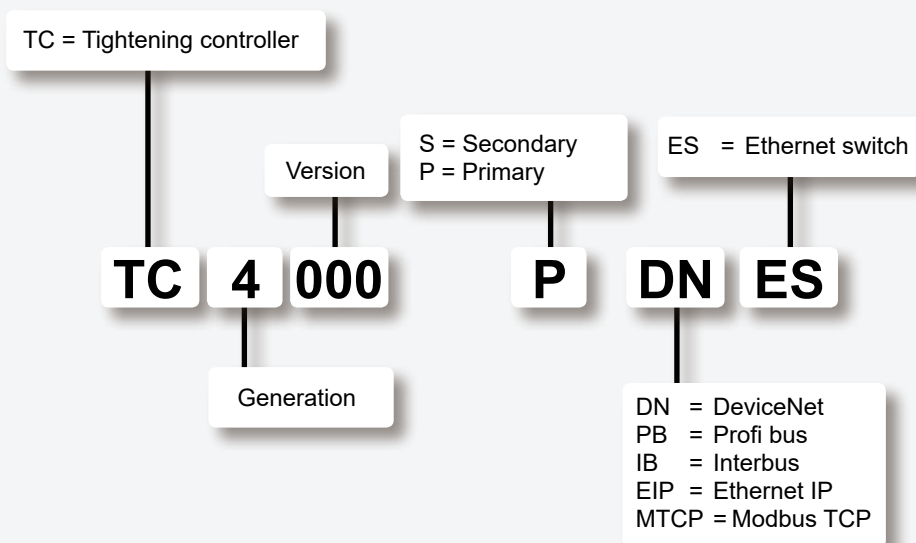 TC = Tightening controller
Version
S = Secondary
P = Primary
ES = Ethernet switch
TC 4 000 P DN ES
Generation
DN = DeviceNet
PB = Profi bus
IB = Interbus
EIP = Ethernet IP
MTCP = Modbus TCP